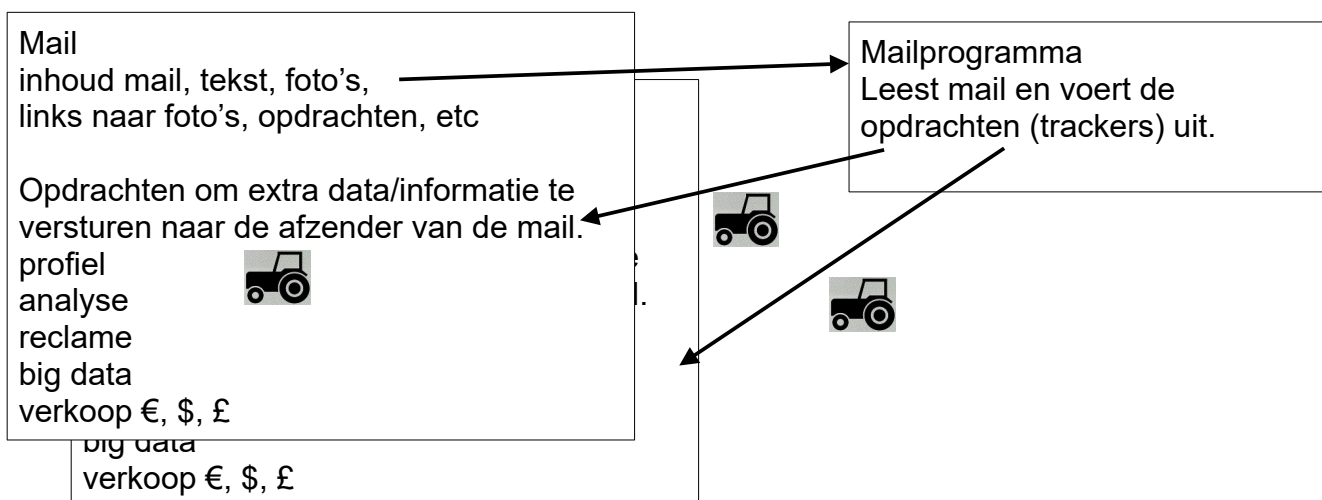 Mail
inhoud mail, tekst, foto’s,
links naar foto’s, opdrachten, etc
Opdrachten om extra data/informatie te
versturen naar de afzender van de mail.
profiel
analyse
reclame
big data
verkoop €, $, £
big data
verkoop €, $, £
Mailprogramma
Leest mail en voert de
opdrachten (trackers) uit.